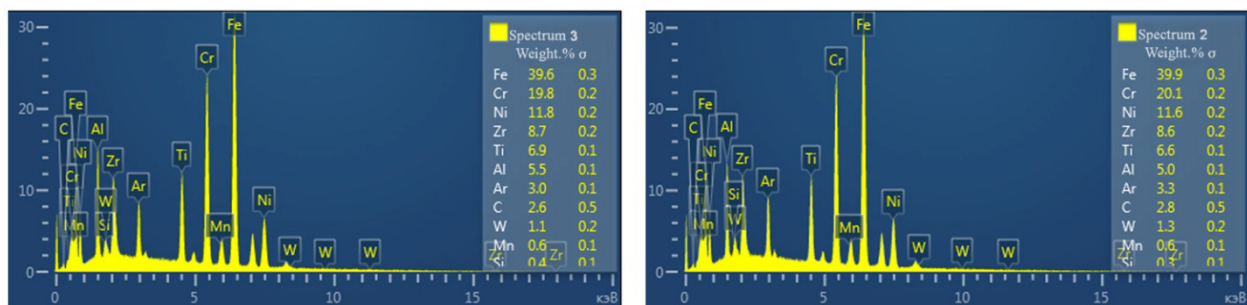 30
20
10
0
0
5
10
15
кэВ
Fe
C
Fe
Al
Ni
Zr
Cr
W
Ti
Mn
Si
Ar
Ti
Cr
Mn
Fe
Ni
W
W
W
Zr
Zr
Spectrum 3
Weight.% σ
Fe 39.6 0.3
Cr 19.8 0.2
Ni 11.8 0.2
Zr 8.7 0.2
Ti 6.9 0.1
Al 5.5 0.1
Ar 3.0 0.1
C 2.6 0.5
W 1.1 0.2
Mn 0.6 0.1
Si 0.4 0.1
30
20
10
0
0
5
10
15
кэВ
Fe
C
Fe
Al
Ni
Zr
Cr
Si
Ti
W
Mn
Ar
Ti
Cr
Mn
Fe
Ni
W
W
W
Zr
Zr
Spectrum 2
Weight.% σ
Fe 39.9 0.3
Cr 20.1 0.2
Ni 11.6 0.2
Zr 8.6 0.2
Ti 6.6 0.1
Al 5.0 0.1
Ar 3.3 0.1
C 2.8 0.5
W 1.3 0.2
Mn 0.6 0.1
Si 0.3 0.1